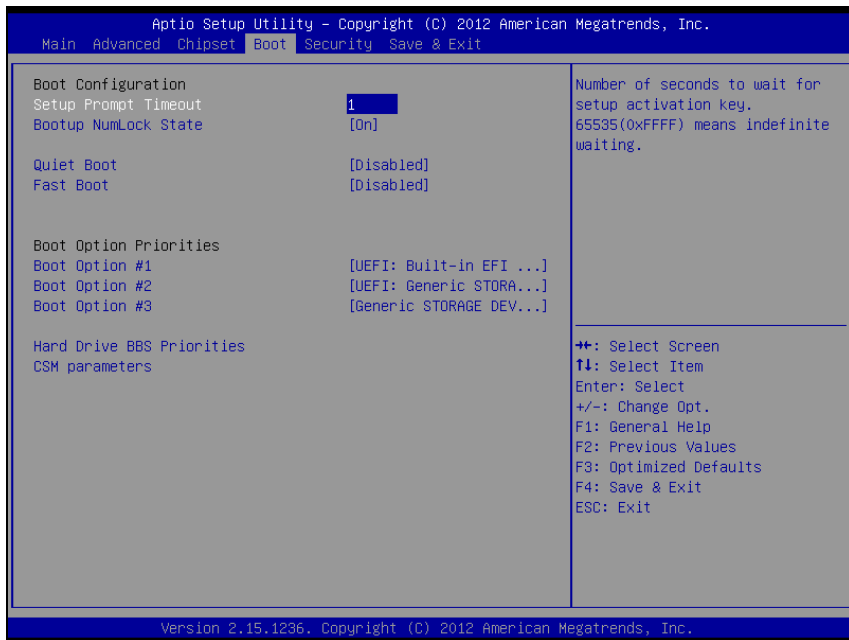 Aptio Setup Utility – Copyright (C) 2012 American Megatrends, Inc.
Main Advanced Chipset Boot Security Save & Exit
Boot Configuration
Setup Prompt Timeout 1
Bootup NumLock State [On]
Quiet Boot [Disabled]
Fast Boot [Disabled]
Boot Option Priorities
Boot Option #1 [UEFI: Built-in EFI ...]
Boot Option #2 [UEFI: Generic STORA...]
Boot Option #3 [Generic STORAGE DEV...]
Hard Drive BBS Priorities
CSM parameters
Number of seconds to wait for
setup activation key.
65535(0xFFFF) means indefinite
waiting.
→←: Select Screen
↑↓: Select Item
Enter: Select
+/-: Change Opt.
F1: General Help
F2: Previous Values
F3: Optimized Defaults
F4: Save & Exit
ESC: Exit
Version 2.15.1236. Copyright (C) 2012 American Megatrends, Inc.